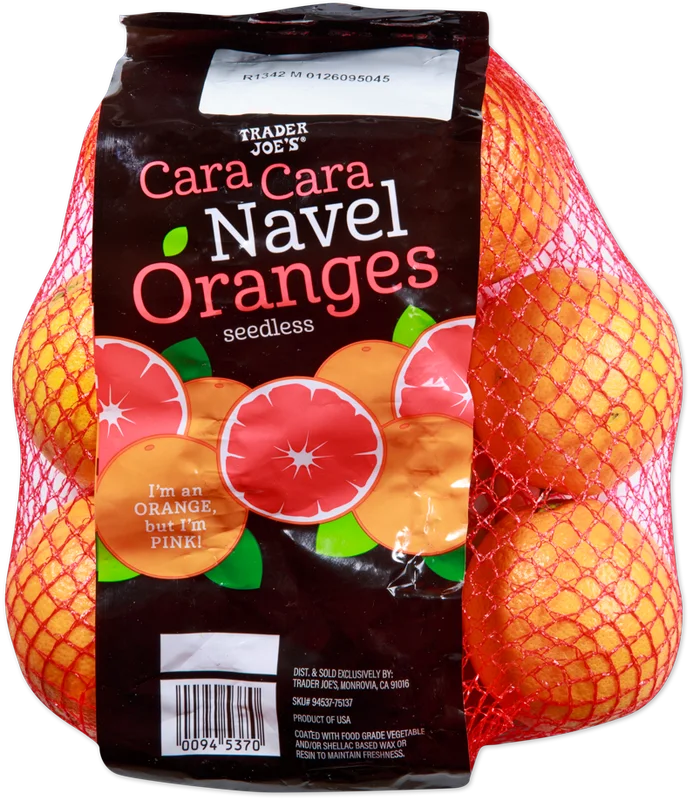 R1342 M 0126095045
TRADER
JOE'S®
Cara Cara
Navel
Oranges
seedless
I'm an
ORANGE,
but I'm
PINK!
DIST. & SOLD EXCLUSIVELY BY:
TRADER JOE'S, MONROVIA, CA 91016
SKU# 94537-75137
PRODUCT OF USA
COATED WITH FOOD GRADE VEGETABLE
AND/OR SHELLAC BASED WAX OR
RESIN TO MAINTAIN FRESHNESS.
0094 5370